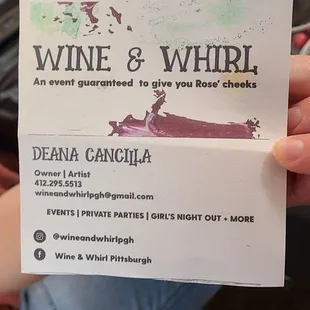 WINE & WHIRL
An event guaranteed to give you Rose' cheeks
DEANA CANCILLA
Owner | Artist
412.295.5513
wineandwhirlpgh@gmail.com
EVENTS | PRIVATE PARTIES | GIRL'S NIGHT OUT + MORE
@wineandwhirlpgh
Wine & Whirl Pittsburgh